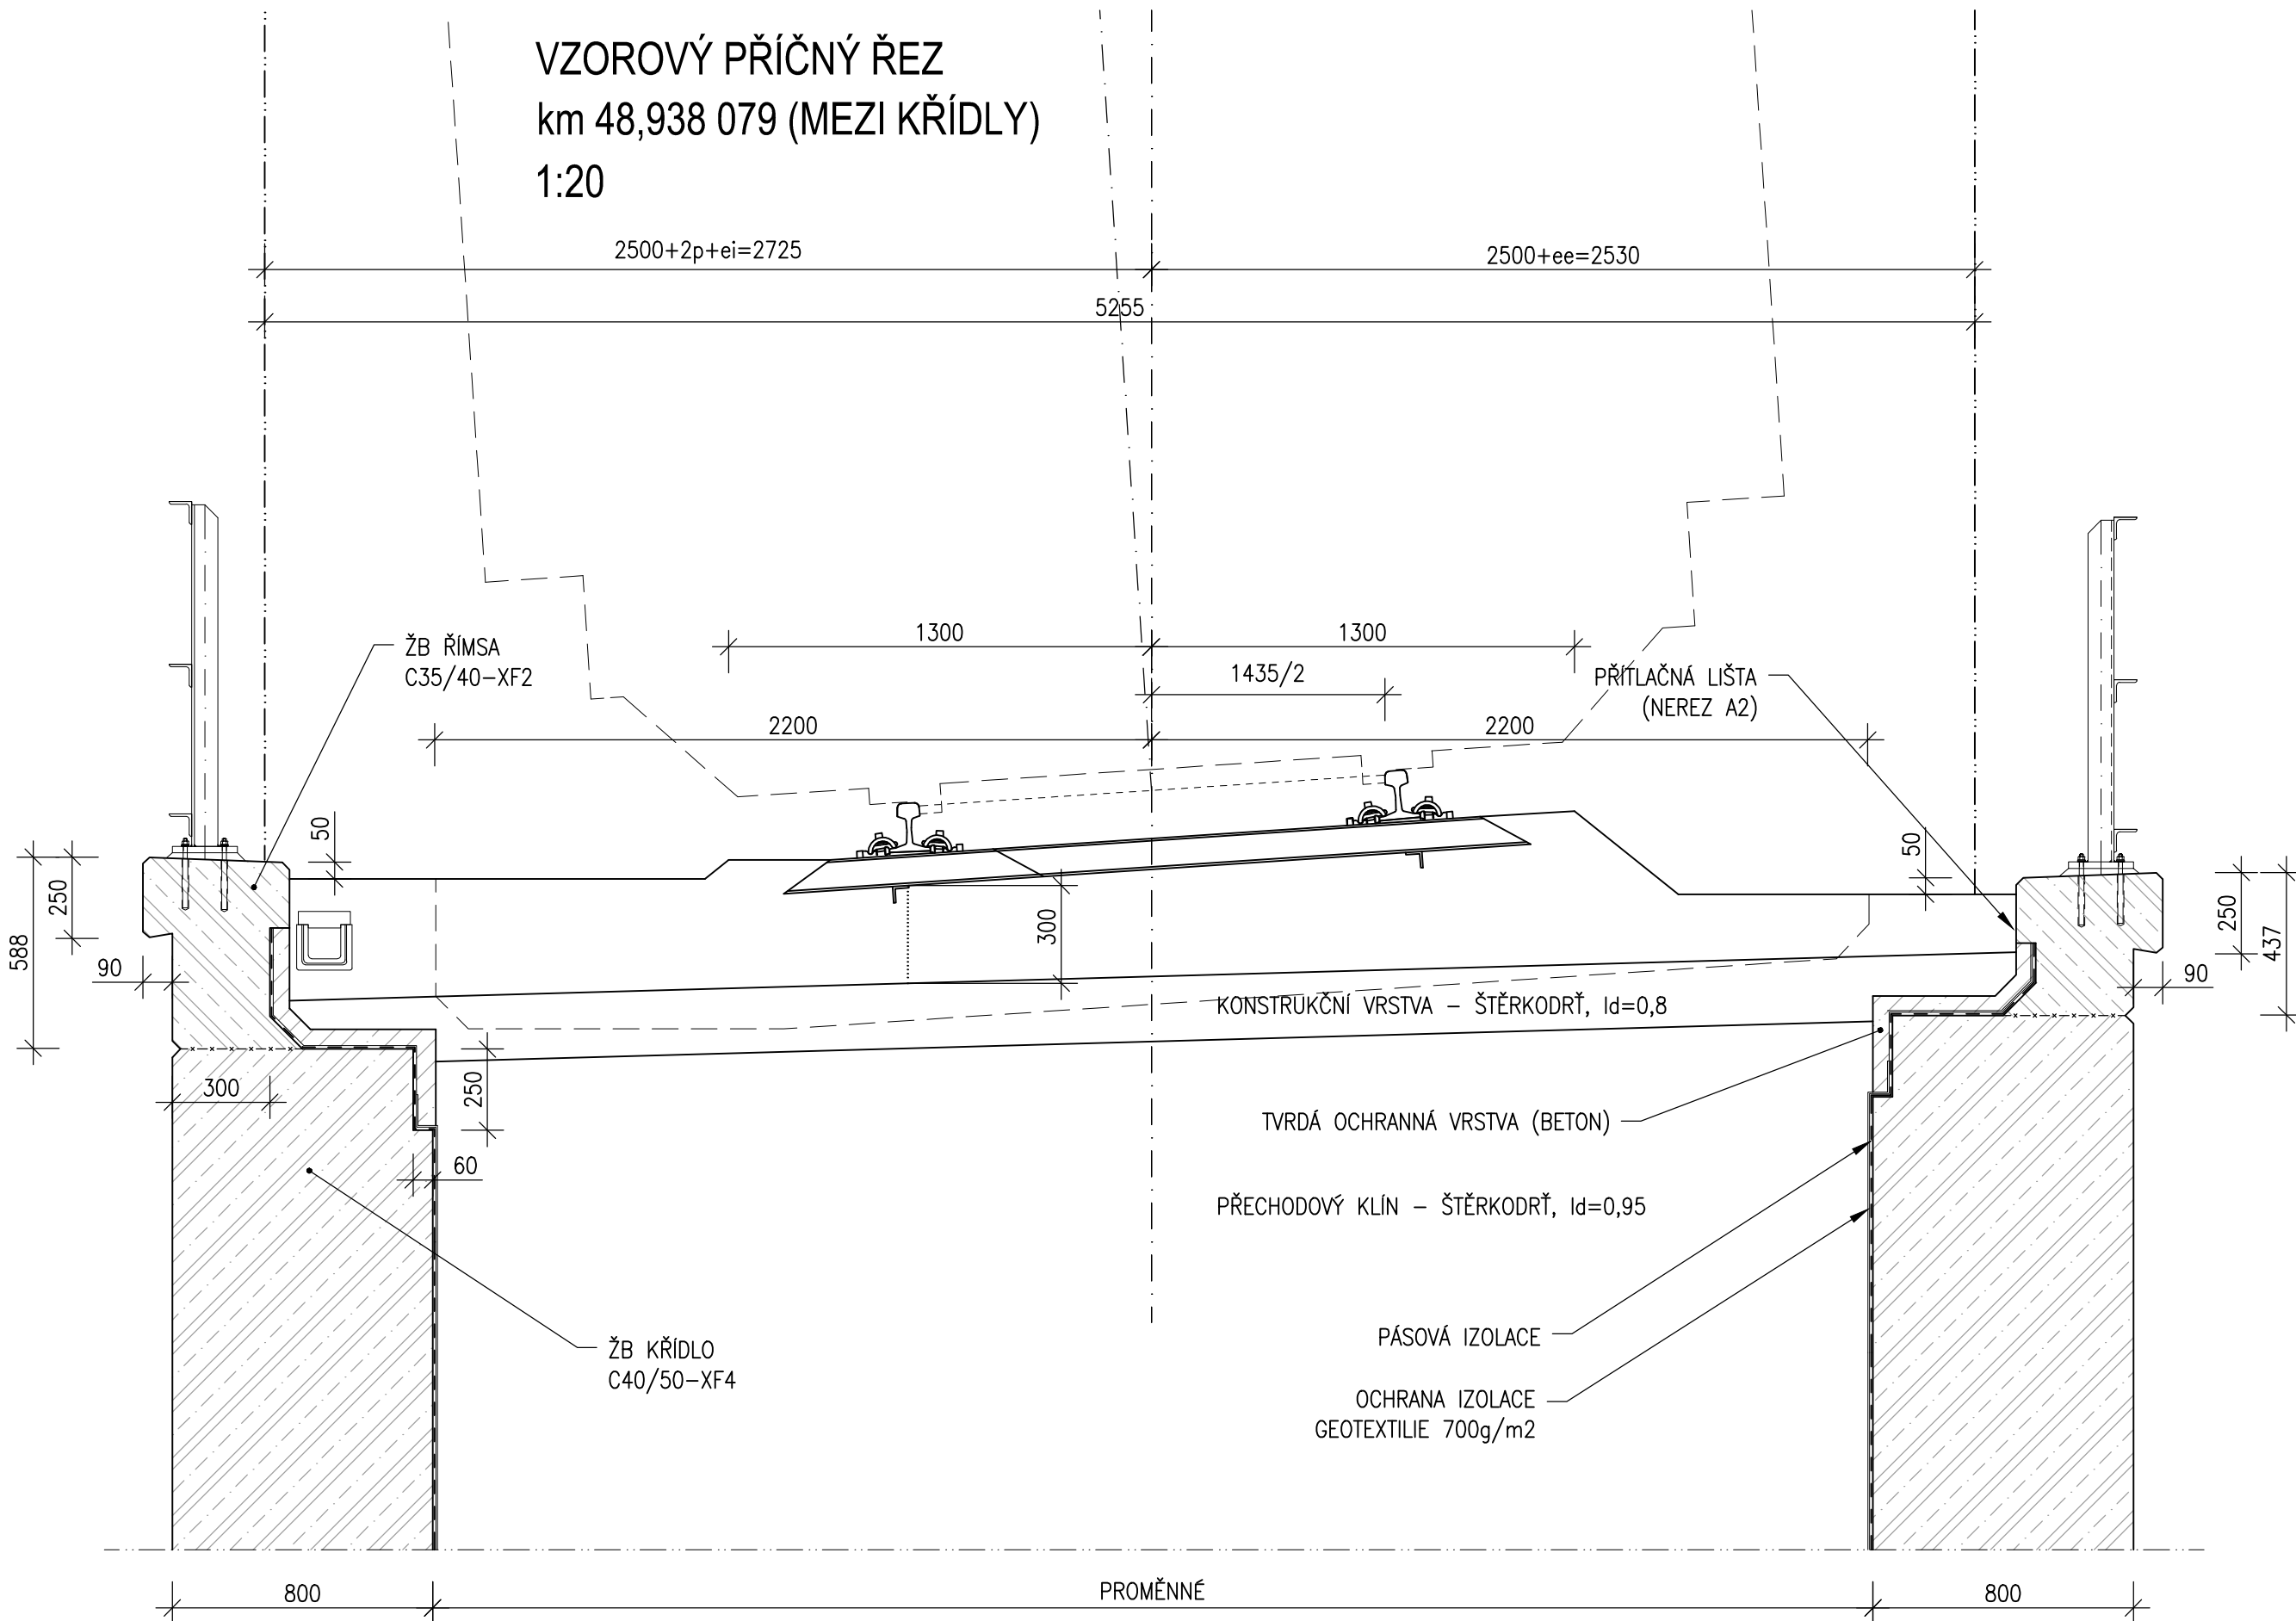 VZOROVÝ PŘÍČNÝ ŘEZ
km 48,938 079 (MEZI KŘÍDLY)
1:20
2500+2p+ei=2725
2500+ee=2530
5255
1300
1300
1435/2
2200
2200
ŽB ŘÍMSA
C35/40-XF2
PŘÍTLAČNÁ LIŠTA
(NEREZ A2)
50
50
250
588
90
300
250
437
90
KONSTRUKČNÍ VRSTVA – ŠTĚRKODRŤ, Id=0,8
300
250
60
TVRDÁ OCHRANNÁ VRSTVA (BETON)
PŘECHODOVÝ KLÍN – ŠTĚRKODRŤ, Id=0,95
PÁSOVÁ IZOLACE
ŽB KŘÍDLO
C40/50-XF4
OCHRANA IZOLACE
GEOTEXTILIE 700g/m2
800
PROMĚNNÉ
800